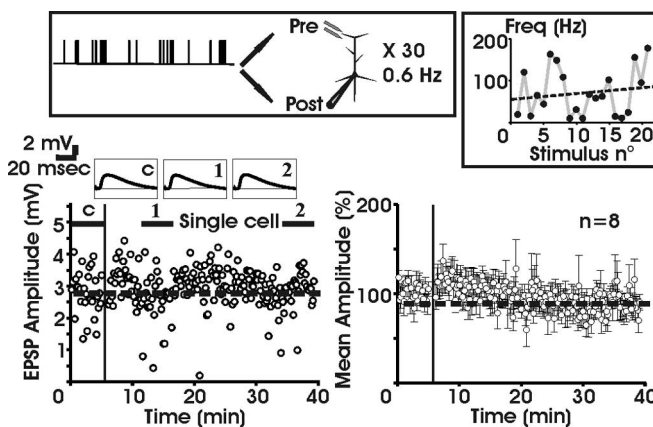 Pre
Post
X 30
0.6 Hz
Freq (Hz)
200
100
0 5 10 15 20
Stimulus n°
2 mV
20 msec
c 1 2
c 1 Single cell 2
EPSP Amplitude (mV)
5
4
3
2
1
0 10 20 30 40
Time (min)
Mean Amplitude (%)
200
100
0 10 20 30 40
Time (min)
n=8